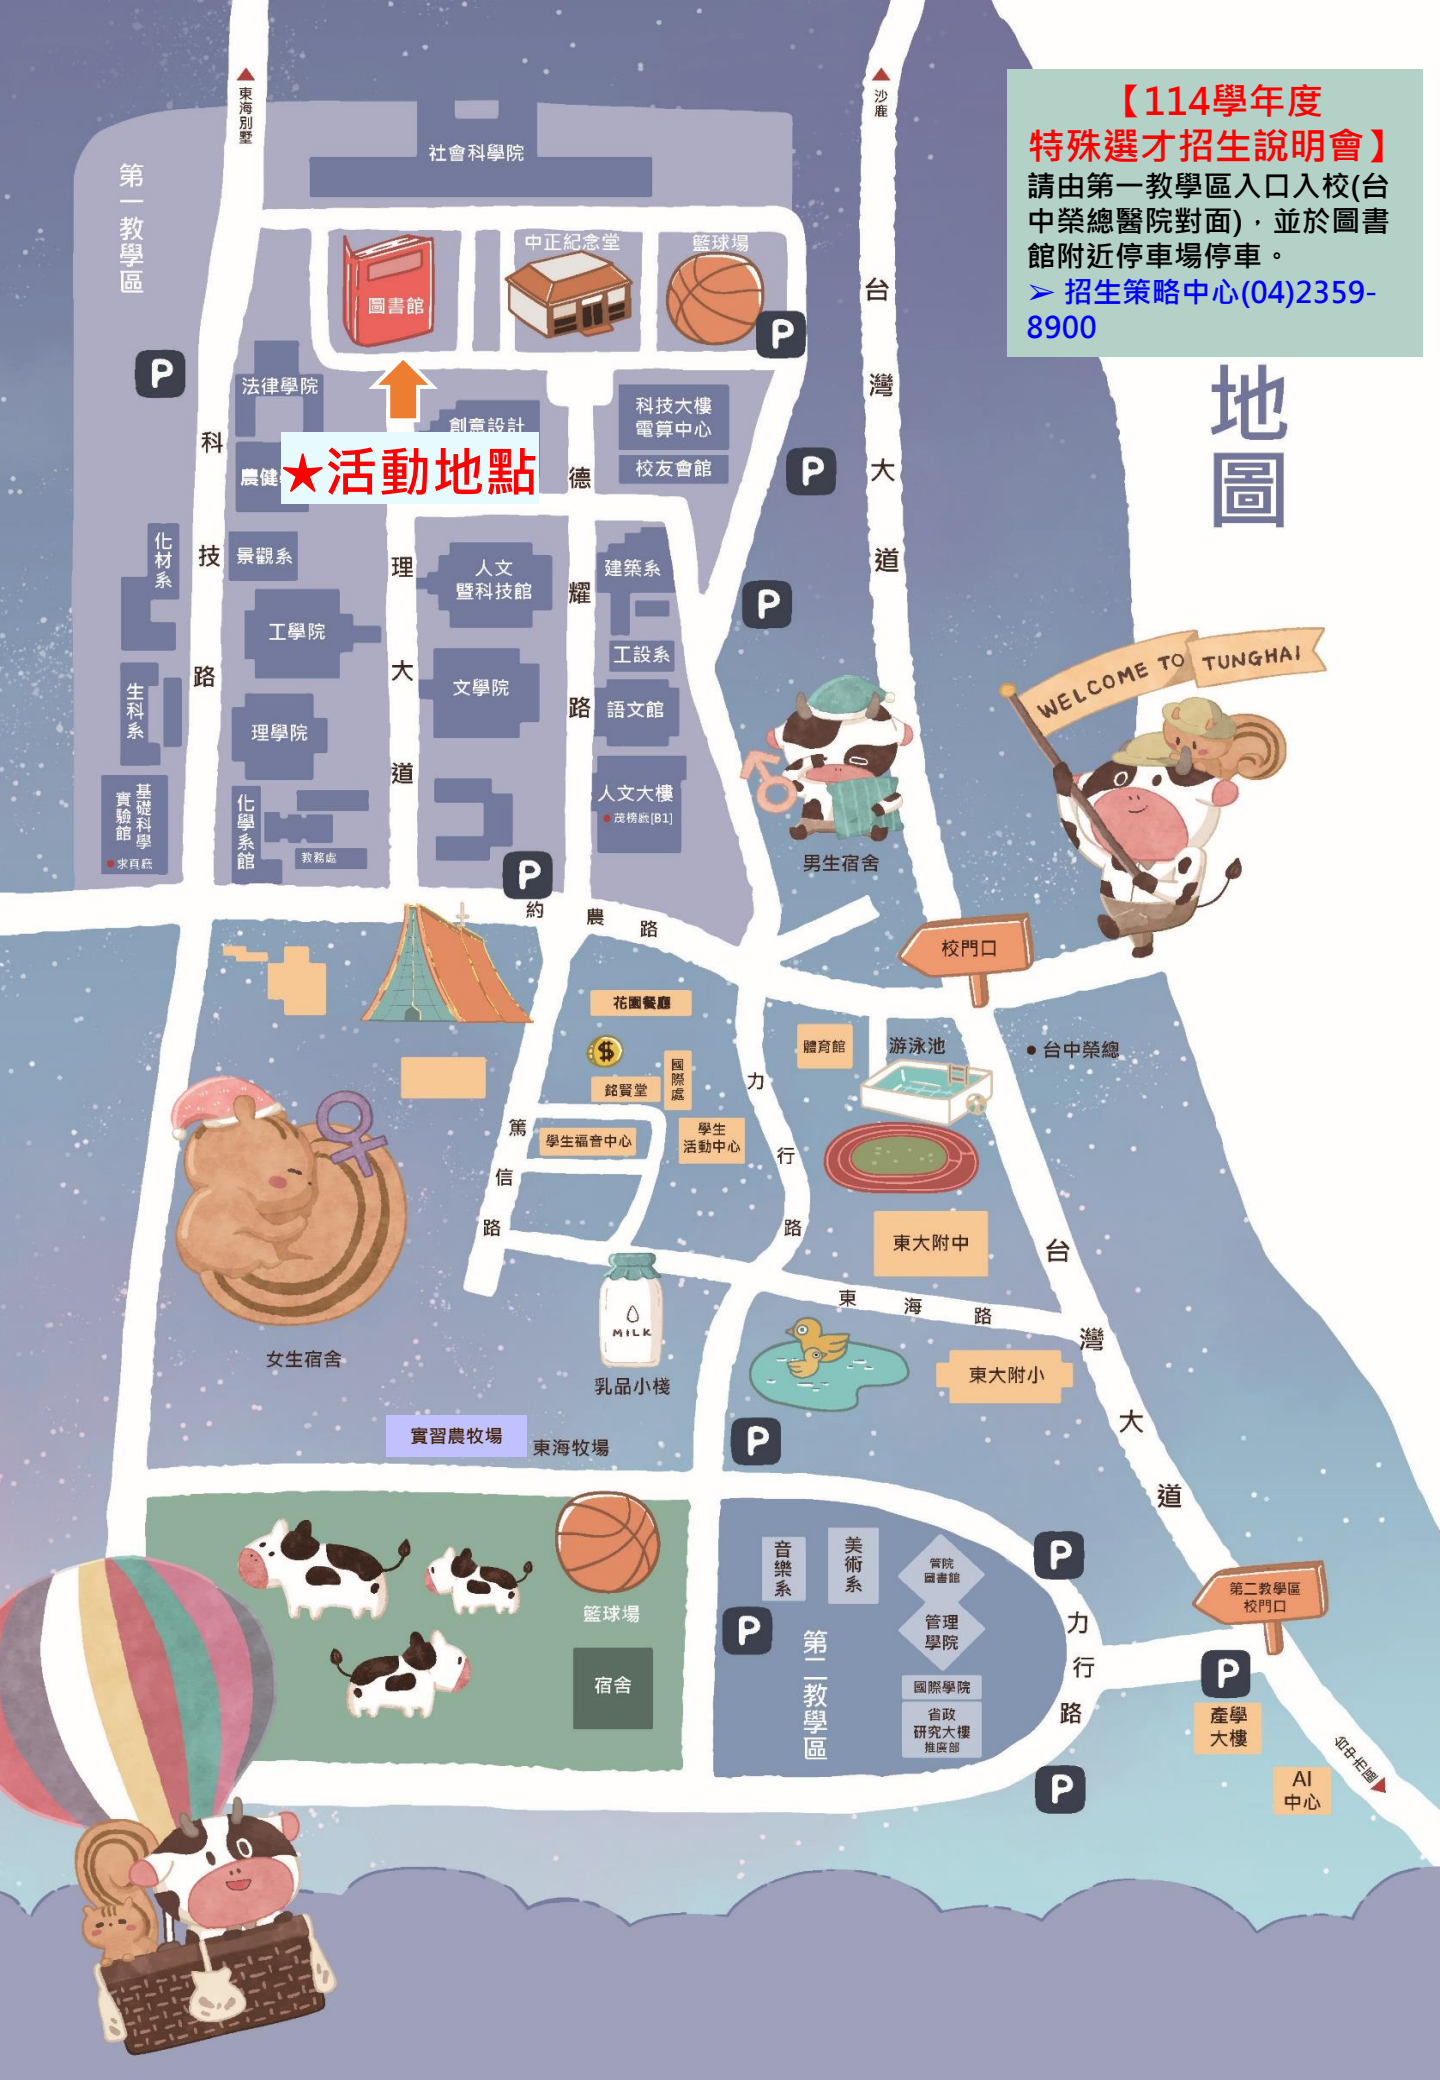 【114學年度
特殊選才招生說明會】
請由第一教學區入口入校(台
中榮總醫院對面)，並於圖書
館附近停車場停車。
➢ 招生策略中心(04)2359-
8900
地圖
東海別墅
沙鹿
社會科學院
第一教學區
圖書館
中正紀念堂
籃球場
P
P
法律學院
創意設計
科技大樓
電算中心
校友會館
農健
★活動地點
P
科技路
台灣大道
德耀路
理大道
化材系
景觀系
人文
暨科技館
建築系
P
工學院
工設系
生科系
文學院
語文館
理學院
WELCOME TO TUNGHAI
基礎科學
實驗館
求真廳
化學系館
教務處
人文大樓
茂榜廳[B1]
男生宿舍
P
約農路
校門口
花園餐廳
$
銘賢堂
國際處
體育館
游泳池
台中榮總
力行路
篤信路
學生福音中心
學生
活動中心
東大附中
台灣大道
東海路
MILK
乳品小棧
女生宿舍
東大附小
實習農牧場
東海牧場
P
籃球場
宿舍
音樂系
美術系
管院
圖書館
管理
學院
國際學院
省政
研究大樓
推廣部
第二教學區
P
P
力行路
P
第二教學區
校門口
P
產學
大樓
AI
中心
台中市區